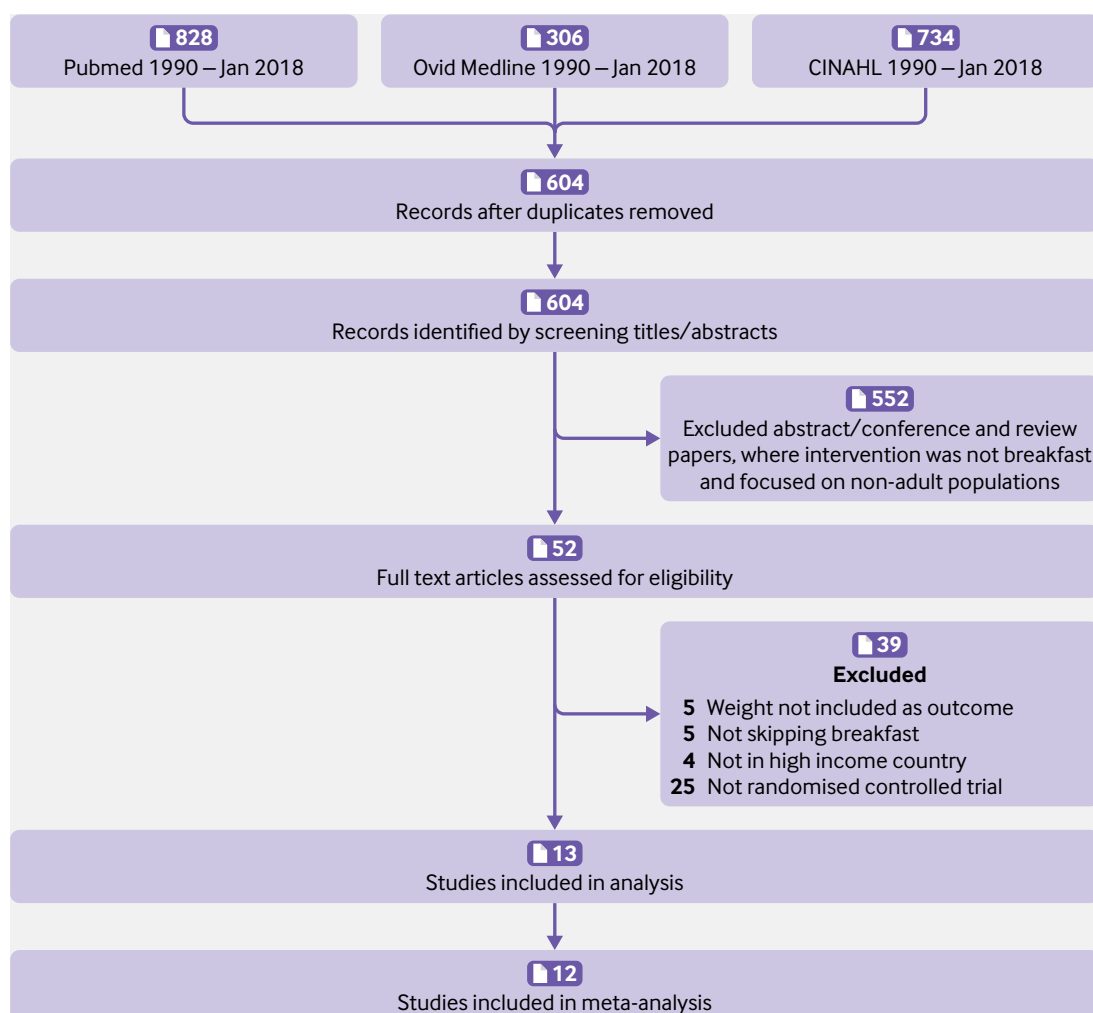 828
Pubmed 1990 – Jan 2018
306
Ovid Medline 1990 – Jan 2018
734
CINAHL 1990 – Jan 2018
604
Records after duplicates removed
604
Records identified by screening titles/abstracts
552
Excluded abstract/conference and review
papers, where intervention was not breakfast
and focused on non-adult populations
52
Full text articles assessed for eligibility
39
Excluded
5 Weight not included as outcome
5 Not skipping breakfast
4 Not in high income country
25 Not randomised controlled trial
13
Studies included in analysis
12
Studies included in meta-analysis